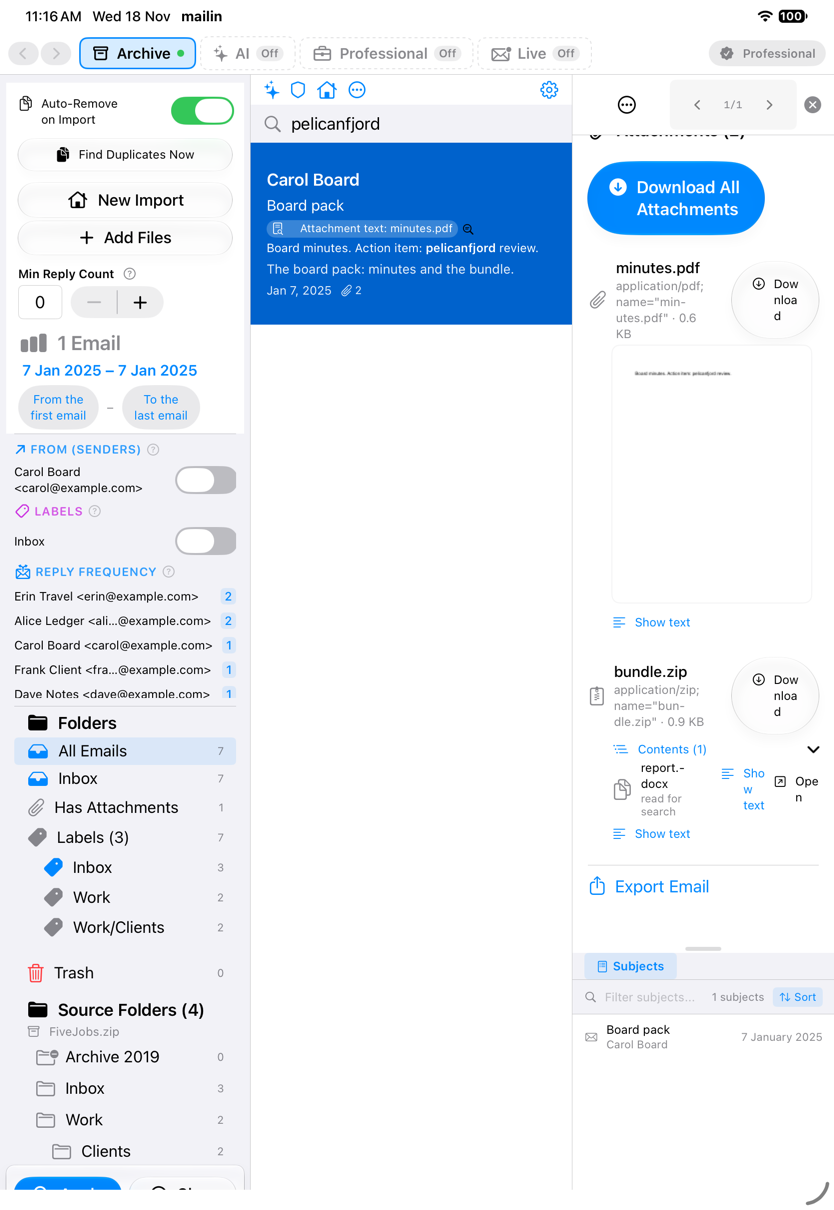 11:16 AM Wed 18 Nov mailin
100
Archive
AI Off
Professional Off
Live Off
Professional
Auto-Remove
on Import
Find Duplicates Now
New Import
Add Files
Min Reply Count ?
0
1 Email
7 Jan 2025 – 7 Jan 2025
From the
first email
–
To the
last email
FROM (SENDERS) ?
Carol Board
<carol@example.com>
LABELS ?
Inbox
REPLY FREQUENCY ?
Erin Travel <erin@example.com> 2
Alice Ledger <ali...@example.com> 2
Carol Board <carol@example.com> 1
Frank Client <fra...@example.com> 1
Dave Notes <dave@example.com> 1
Folders
All Emails 7
Inbox 7
Has Attachments 1
Labels (3) 7
Inbox 3
Work 2
Work/Clients 2
Trash 0
Source Folders (4)
FiveJobs.zip
Archive 2019 0
Inbox 3
Work 2
Clients 2
pelicanfjord
Carol Board
Board pack
Attachment text: minutes.pdf
Board minutes. Action item: pelicanfjord review.
The board pack: minutes and the bundle.
Jan 7, 2025 2
1/1
Attachments (2)
Download All
Attachments
minutes.pdf
application/pdf;
name="min-
utes.pdf" · 0.6
KB
Dow
nloa
d
Board minutes. Action item: pelicanfjord review.
Show text
bundle.zip
application/zip;
name="bun-
dle.zip" · 0.9 KB
Dow
nloa
d
Contents (1)
report.-
docx
read for
search
Sho
w
text
Ope
n
Show text
Export Email
Subjects
Filter subjects... 1 subjects Sort
Board pack 7 January 2025
Carol Board